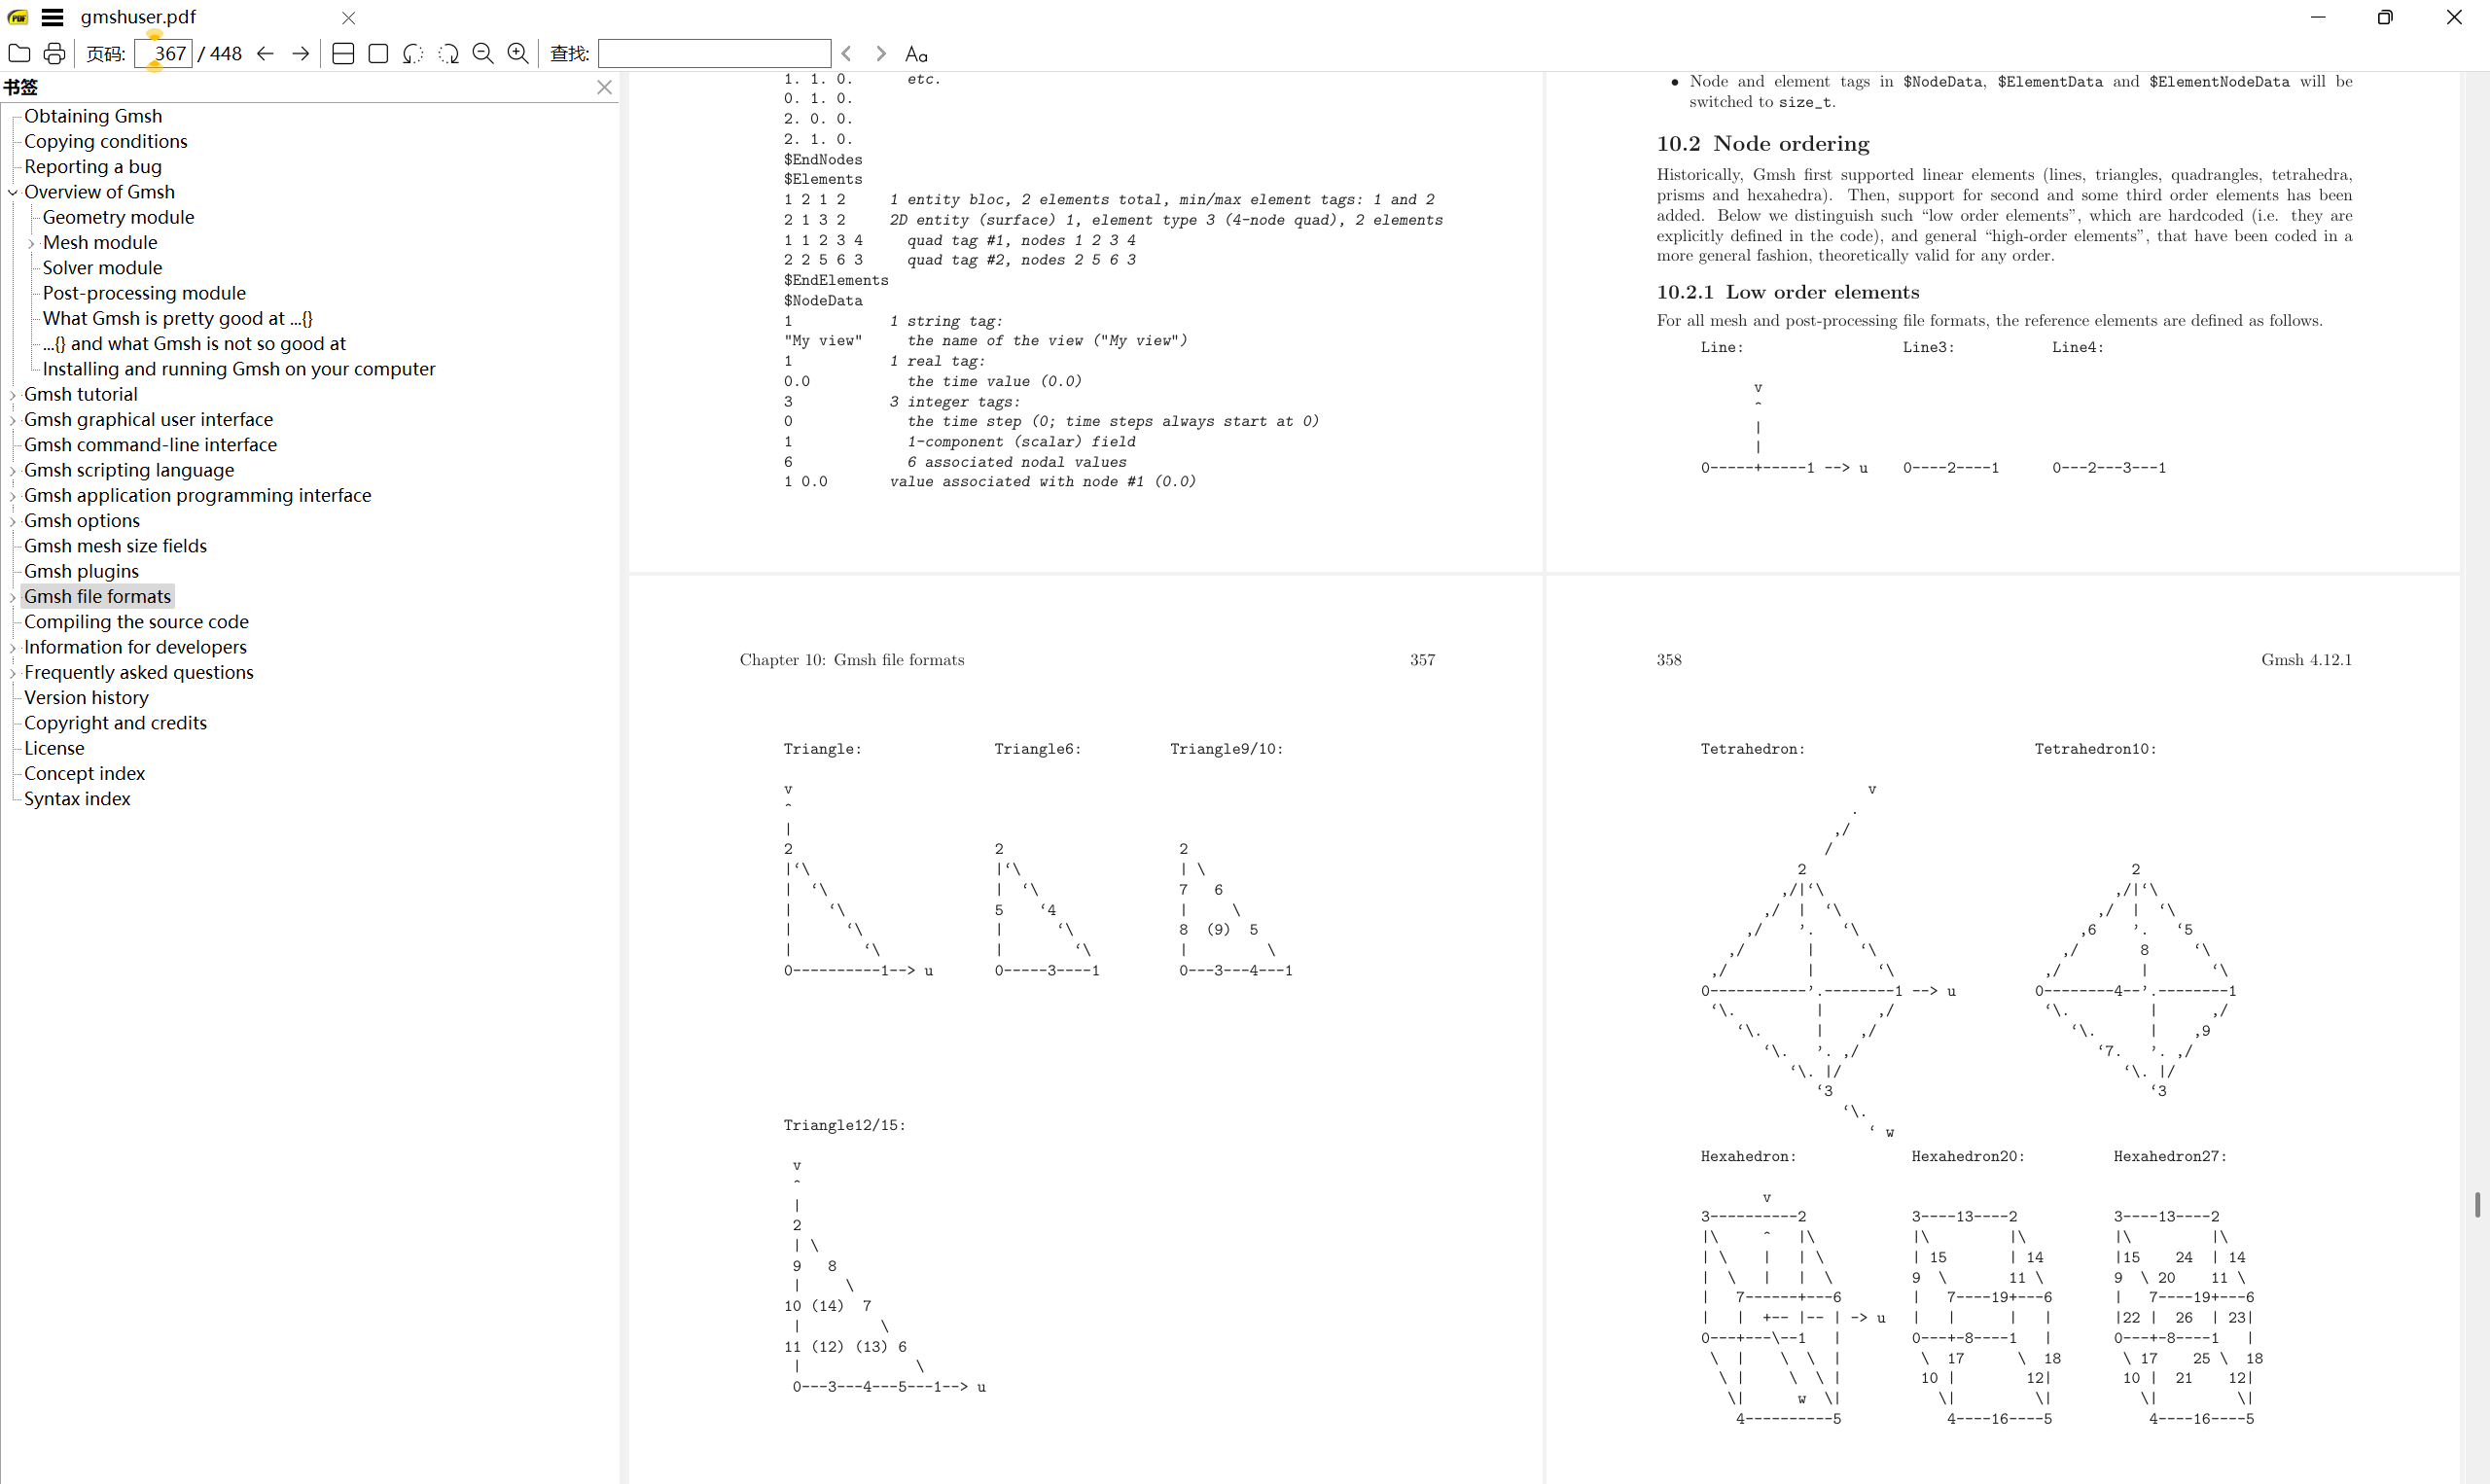 gmshuser.pdf
页码: 367 / 448 查找: Aa
书签
Obtaining Gmsh
Copying conditions
Reporting a bug
Overview of Gmsh
Geometry module
Mesh module
Solver module
Post-processing module
What Gmsh is pretty good at ...{}
...{} and what Gmsh is not so good at
Installing and running Gmsh on your computer
Gmsh tutorial
Gmsh graphical user interface
Gmsh command-line interface
Gmsh scripting language
Gmsh application programming interface
Gmsh options
Gmsh mesh size fields
Gmsh plugins
Gmsh file formats
Compiling the source code
Information for developers
Frequently asked questions
Version history
Copyright and credits
License
Concept index
Syntax index
1. 1. 0. etc.
0. 1. 0.
2. 0. 0.
2. 1. 0.
$EndNodes
$Elements
1 2 1 2 1 entity bloc, 2 elements total, min/max element tags: 1 and 2
2 1 3 2 2D entity (surface) 1, element type 3 (4-node quad), 2 elements
1 1 2 3 4 quad tag #1, nodes 1 2 3 4
2 2 5 6 3 quad tag #2, nodes 2 5 6 3
$EndElements
$NodeData
1 1 string tag:
"My view" the name of the view ("My view")
1 1 real tag:
0.0 the time value (0.0)
3 3 integer tags:
0 the time step (0; time steps always start at 0)
1 1-component (scalar) field
6 6 associated nodal values
1 0.0 value associated with node #1 (0.0)
• Node and element tags in $NodeData, $ElementData and $ElementNodeData will be
switched to size_t.
10.2 Node ordering
Historically, Gmsh first supported linear elements (lines, triangles, quadrangles, tetrahedra,
prisms and hexahedra). Then, support for second and some third order elements has been
added. Below we distinguish such “low order elements”, which are hardcoded (i.e. they are
explicitly defined in the code), and general “high-order elements”, that have been coded in a
more general fashion, theoretically valid for any order.
10.2.1 Low order elements
For all mesh and post-processing file formats, the reference elements are defined as follows.
Line: Line3: Line4:
v
^
|
|
0-----+-----1 --> u 0----2----1 0---2---3---1
Chapter 10: Gmsh file formats 357
Triangle: Triangle6: Triangle9/10:
v
^
|
2 2 2
|‘\ |‘\ | \
| ‘\ | ‘\ 7 6
| ‘\ 5 ‘4 | \
| ‘\ | ‘\ 8 (9) 5
| ‘\ | ‘\ | \
0----------1--> u 0-----3----1 0---3---4---1
Triangle12/15:
v
^
|
2
| \
9 8
| \
10 (14) 7
| \
11 (12) (13) 6
| \
0---3---4---5---1--> u
358 Gmsh 4.12.1
Tetrahedron: Tetrahedron10:
v
.
,/
/
2 2
,/|‘\ ,/|‘\
,/ | ‘\ ,/ | ‘\
,/ ’. ‘\ ,6 ’. ‘5
,/ | ‘\ ,/ 8 ‘\
,/ | ‘\ ,/ | ‘\
0-----------’.--------1 --> u 0--------4--’.--------1
‘\. | ,/ ‘\. | ,/
‘\. | ,/ ‘\. | ,9
‘\. ’. ,/ ‘7. ’. ,/
‘\. |/ ‘\. |/
‘3 ‘3
‘\.
‘ w
Hexahedron: Hexahedron20: Hexahedron27:
v
3----------2 3----13----2 3----13----2
|\ ^ |\ |\ |\ |\ |\
| \ | | \ | 15 | 14 |15 24 | 14
| \ | | \ 9 \ 11 \ 9 \ 20 11 \
| 7------+---6 | 7----19+---6 | 7----19+---6
| | +-- |-- | -> u | | | | |22 | 26 | 23|
0---+---\--1 | 0---+-8----1 | 0---+-8----1 |
\ | \ \ | \ 17 \ 18 \ 17 25 \ 18
\ | \ \ | 10 | 12| 10 | 21 12|
\| w \| \| \| \| \|
4----------5 4----16----5 4----16----5